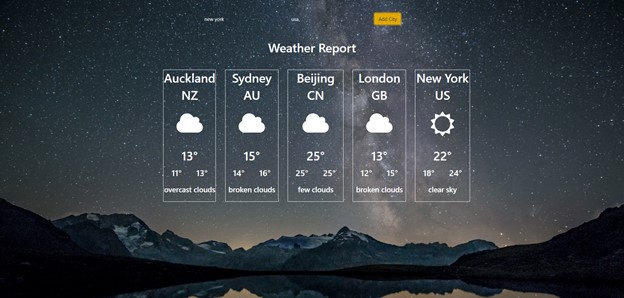 new york
usa,
Add City
Weather Report
Auckland
NZ
13°
11° 13°
overcast clouds
Sydney
AU
15°
14° 16°
broken clouds
Beijing
CN
25°
25° 25°
few clouds
London
GB
13°
12° 15°
broken clouds
New York
US
22°
18° 24°
clear sky